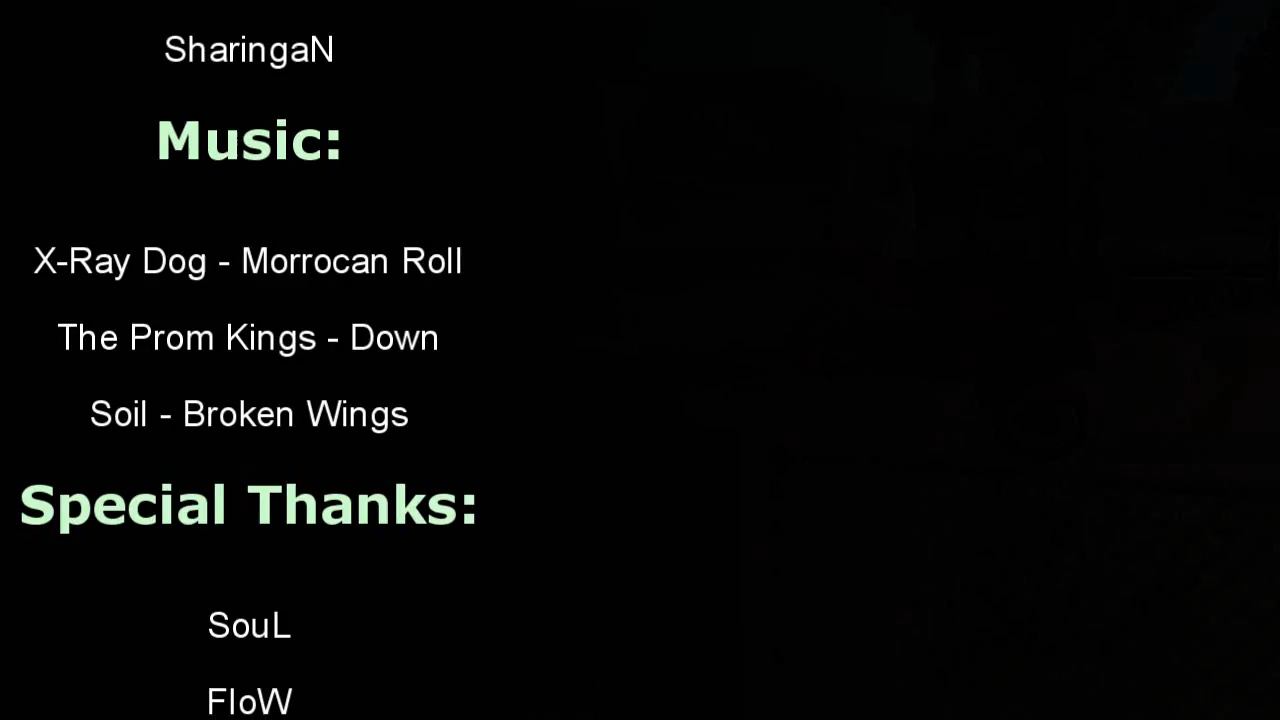 SharingaN
Music:
X-Ray Dog - Morrocan Roll
The Prom Kings - Down
Soil - Broken Wings
Special Thanks:
SouL
FloW